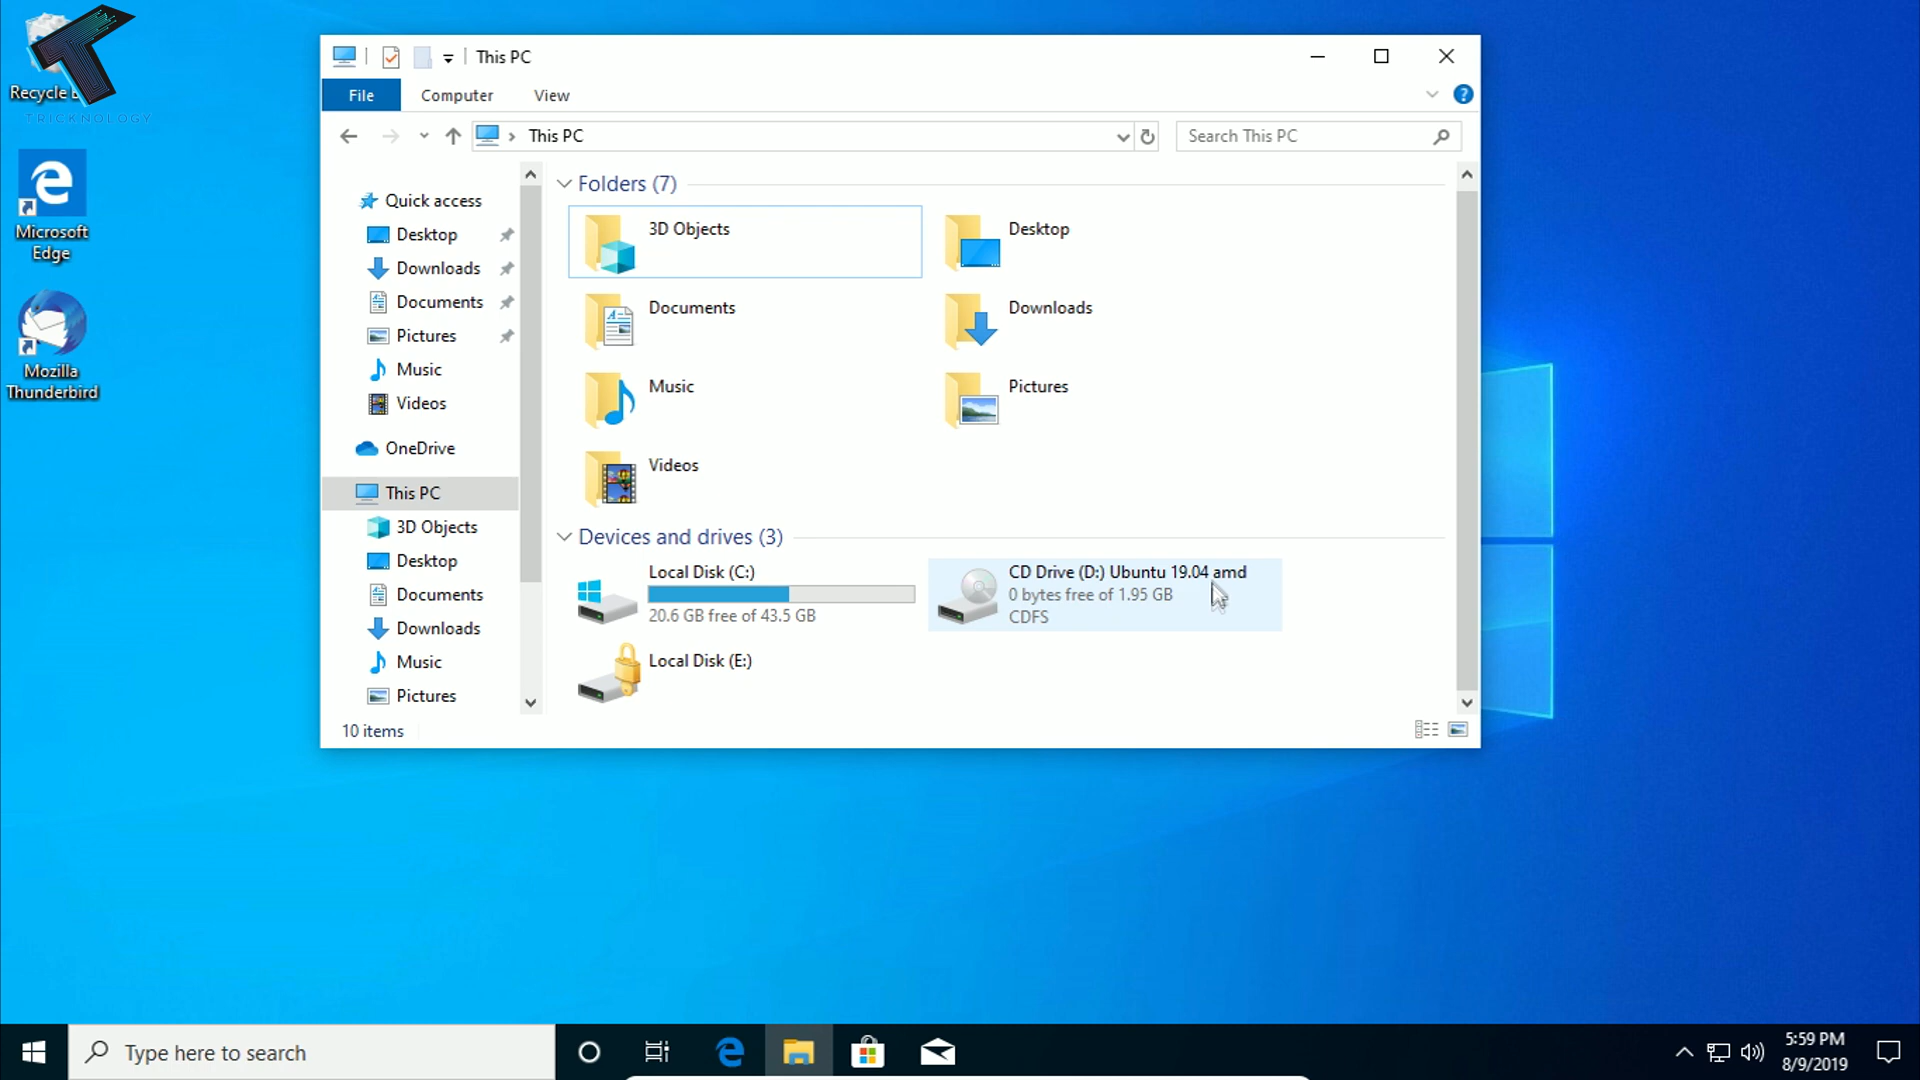 Recycle B
TRICKNOLOGY
Microsoft
Edge
Mozilla
Thunderbird
This PC
File
Computer
View
This PC
Search This PC
Quick access
Desktop
Downloads
Documents
Pictures
Music
Videos
OneDrive
This PC
3D Objects
Desktop
Documents
Downloads
Music
Pictures
Folders (7)
3D Objects
Desktop
Documents
Downloads
Music
Pictures
Videos
Devices and drives (3)
Local Disk (C:)
20.6 GB free of 43.5 GB
CD Drive (D:) Ubuntu 19.04 amd
0 bytes free of 1.95 GB
CDFS
Local Disk (E:)
10 items
Type here to search
5:59 PM
8/9/2019